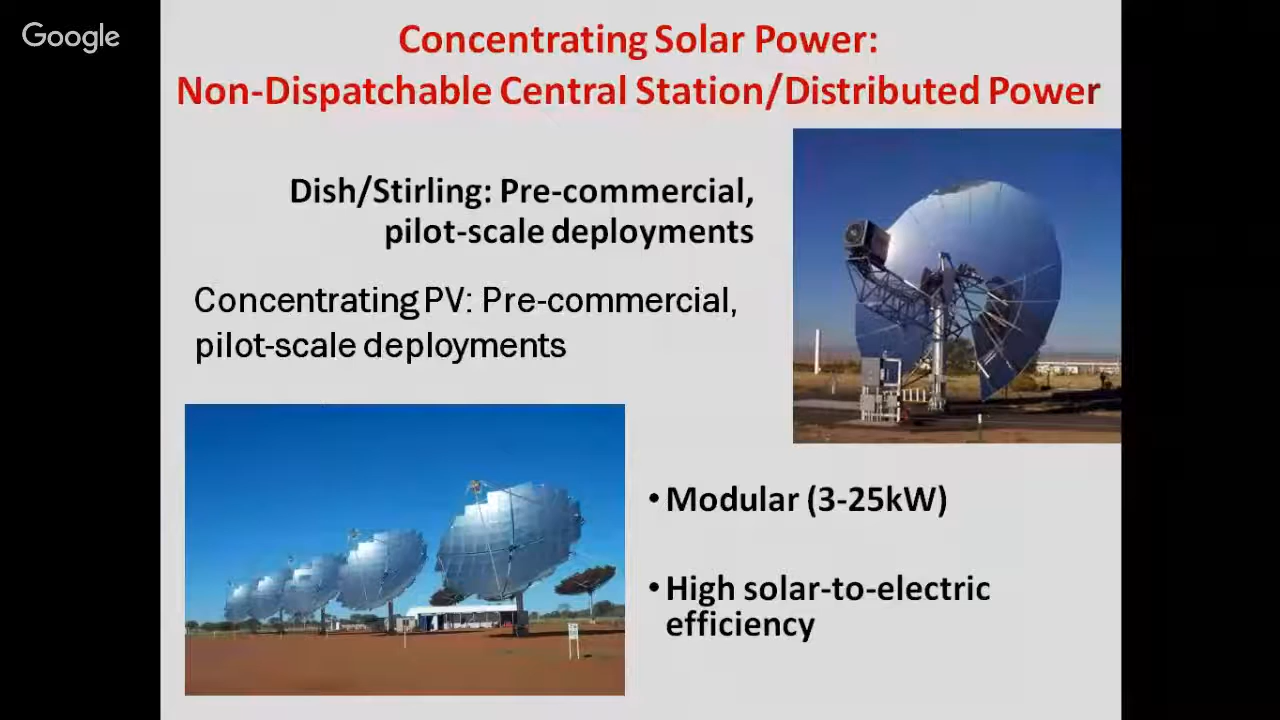 Google
Concentrating Solar Power:
Non-Dispatchable Central Station/Distributed Power
Dish/Stirling: Pre-commercial,
pilot-scale deployments
Concentrating PV: Pre-commercial,
pilot-scale deployments
• Modular (3-25kW)
• High solar-to-electric
efficiency